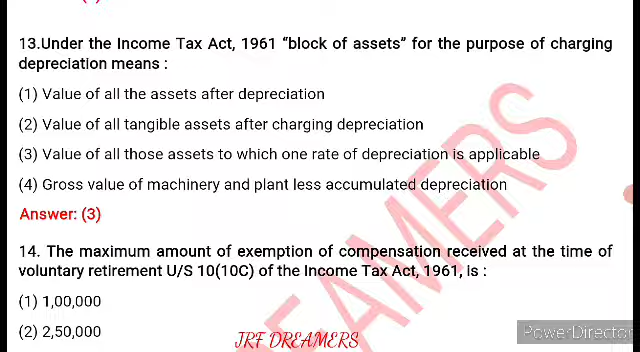 13.Under the Income Tax Act, 1961 “block of assets” for the purpose of charging
depreciation means :
(1) Value of all the assets after depreciation
(2) Value of all tangible assets after charging depreciation
(3) Value of all those assets to which one rate of depreciation is applicable
(4) Gross value of machinery and plant less accumulated depreciation
Answer: (3)
14. The maximum amount of exemption of compensation received at the time of
voluntary retirement U/S 10(10C) of the Income Tax Act, 1961, is :
(1) 1,00,000
(2) 2,50,000
JRF DREAMERS
PowerDirector
EAMERS